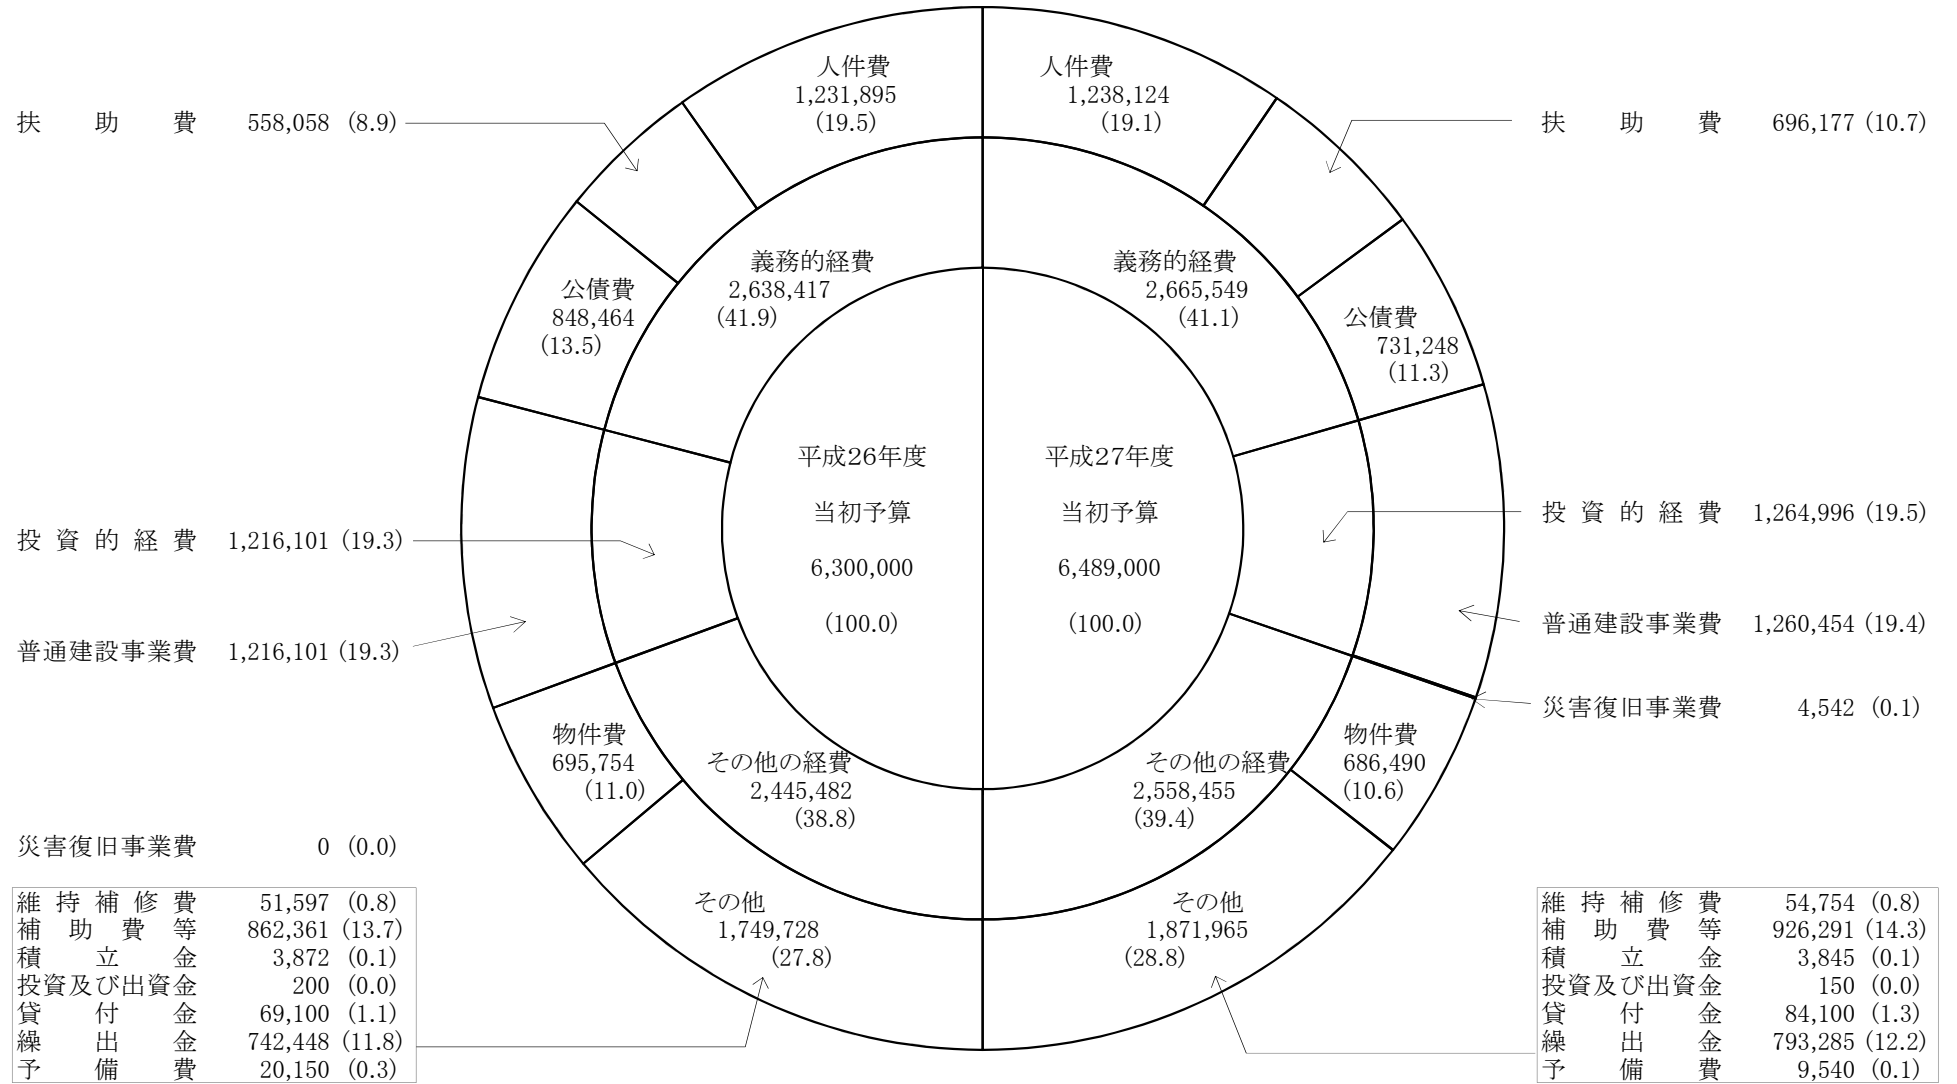 人件費
1,231,895
(19.5)
人件費
1,238,124
(19.1)
扶助費 558,058 (8.9)
扶助費 696,177 (10.7)
義務的経費
2,638,417
(41.9)
義務的経費
2,665,549
(41.1)
公債費
848,464
(13.5)
公債費
731,248
(11.3)
平成26年度
当初予算
6,300,000
(100.0)
平成27年度
当初予算
6,489,000
(100.0)
投資的経費 1,216,101 (19.3)
投資的経費 1,264,996 (19.5)
普通建設事業費 1,216,101 (19.3)
普通建設事業費 1,260,454 (19.4)
災害復旧事業費 4,542 (0.1)
物件費
695,754
(11.0)
その他の経費
2,445,482
(38.8)
その他の経費
2,558,455
(39.4)
物件費
686,490
(10.6)
災害復旧事業費 0 (0.0)
その他
1,749,728
(27.8)
その他
1,871,965
(28.8)
維持補修費 51,597 (0.8)
補助費等 862,361 (13.7)
積立金 3,872 (0.1)
投資及び出資金 200 (0.0)
貸付金 69,100 (1.1)
繰出金 742,448 (11.8)
予備費 20,150 (0.3)
維持補修費 54,754 (0.8)
補助費等 926,291 (14.3)
積立金 3,845 (0.1)
投資及び出資金 150 (0.0)
貸付金 84,100 (1.3)
繰出金 793,285 (12.2)
予備費 9,540 (0.1)